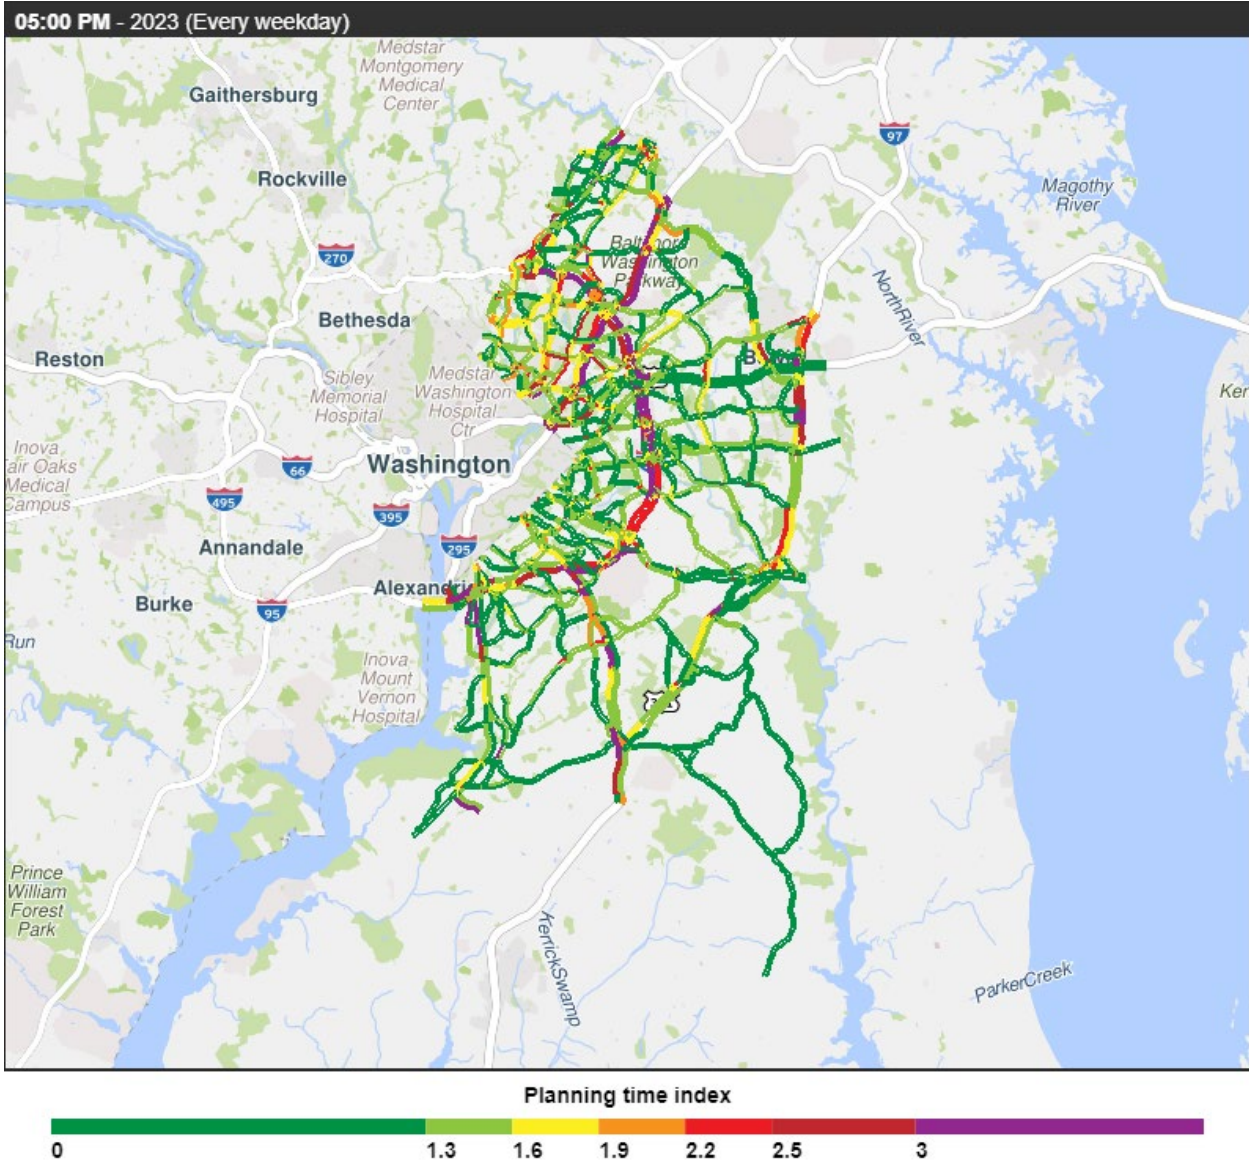 05:00 PM - 2023 (Every weekday)
Medstar
Montgomery
Medical
Center
Gaithersburg
97
Rockville
Magothy
River
270
Baltimore
Washington
Parkway
NorthRiver
Bethesda
Reston
Sibley
Memorial
Hospital
Medstar
Washington
Hospital
Ctr
Inova
air Oaks
Medical
Campus
66
Washington
495
395
Annandale
295
Alexandri
Burke
95
Run
Inova
Mount
Vernon
Hospital
Prince
William
Forest
Park
KerrickSwamp
ParkerCreek
Planning time index
0
1.3
1.6
1.9
2.2
2.5
3